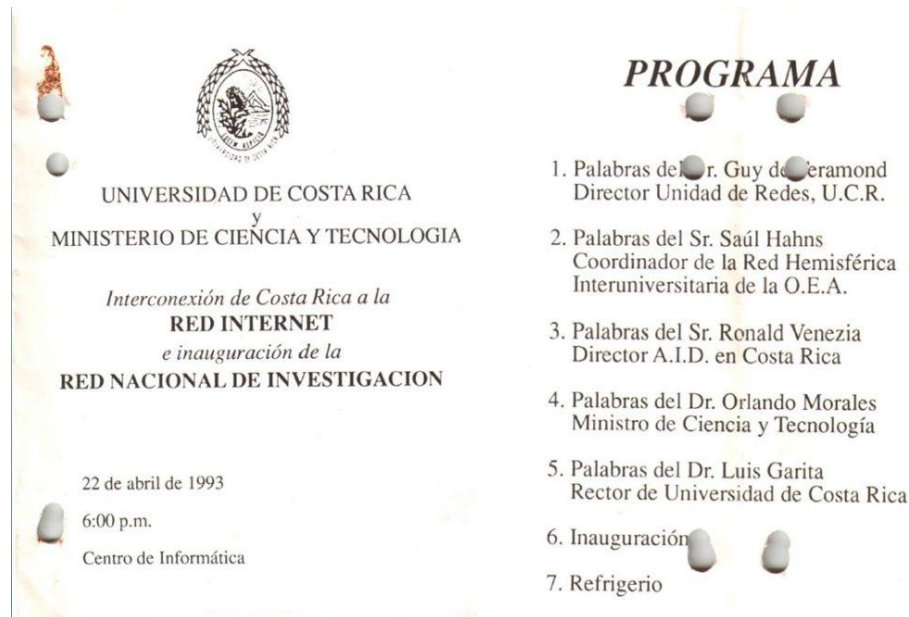 UNIVERSIDAD DE COSTA RICA
y
MINISTERIO DE CIENCIA Y TECNOLOGIA
Interconexión de Costa Rica a la
RED INTERNET
e inauguración de la
RED NACIONAL DE INVESTIGACION
22 de abril de 1993
6:00 p.m.
Centro de Informática
PROGRAMA
1. Palabras del Guy
Director Unidad de Redes, U.C.R.
2. Palabras del Sr. Saúl Hahns
Coordinador de la Red Hemisférica
Interuniversitaria de la O.E.A.
3. Palabras del Sr. Ronald Venezia
Director A.I.D. en Costa Rica
4. Palabras del Dr. Orlando Morales
Ministro de Ciencia y Tecnología
5. Palabras del Dr. Luis Garita
Rector de Universidad de Costa Rica
6. Inauguración
7. Refrigerio